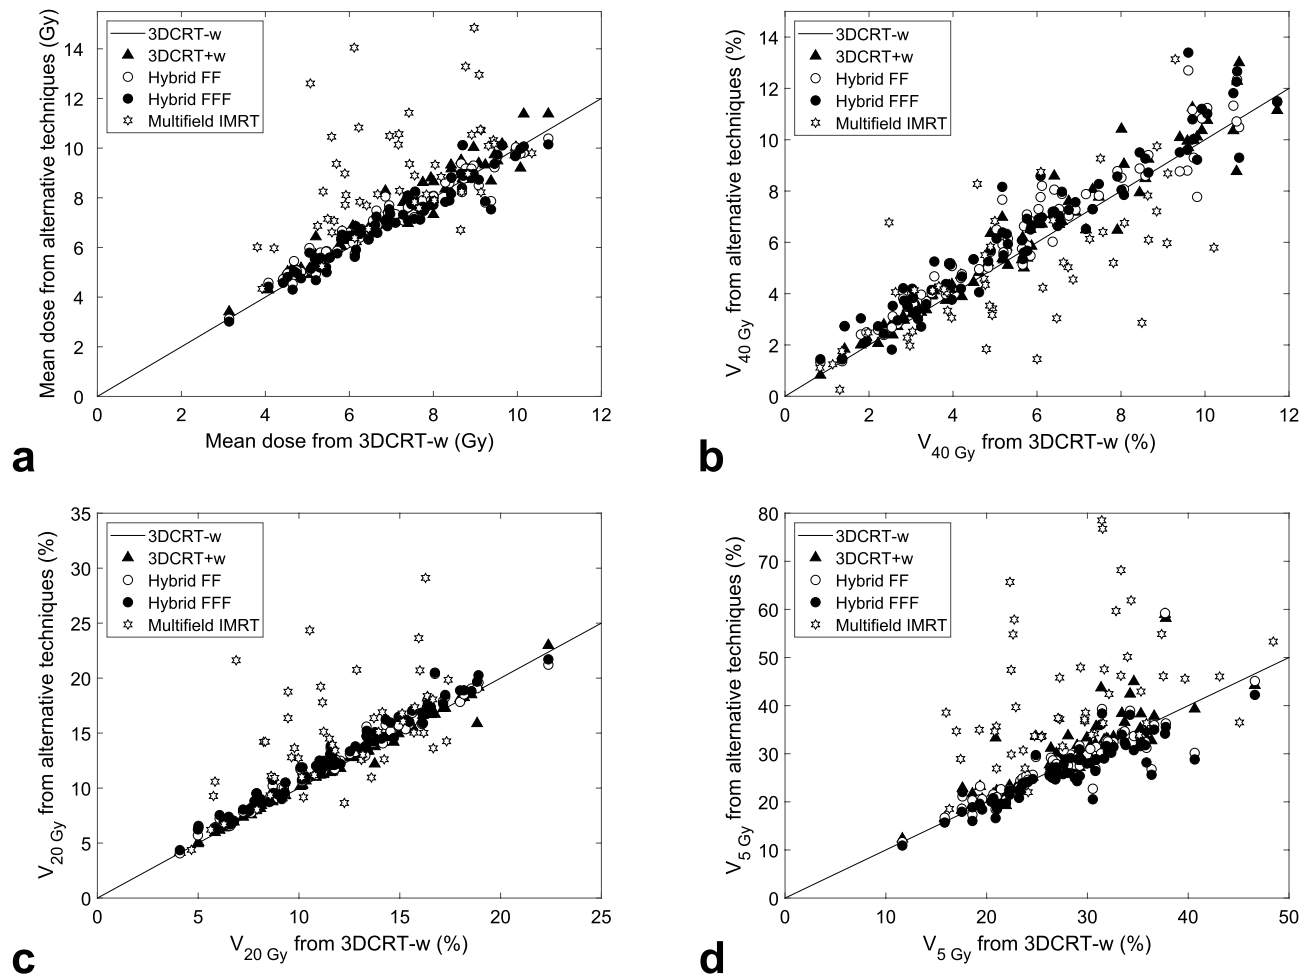 14
12
10
8
6
4
2
0
Mean dose from alternative techniques (Gy)
3DCRT-w
3DCRT+w
Hybrid FF
Hybrid FFF
Multifield IMRT
0 2 4 6 8 10 12
Mean dose from 3DCRT-w (Gy)
a
14
12
10
8
6
4
2
0
V40 Gy from alternative techniques (%)
3DCRT-w
3DCRT+w
Hybrid FF
Hybrid FFF
Multifield IMRT
0 2 4 6 8 10 12
V40 Gy from 3DCRT-w (%)
b
35
30
25
20
15
10
5
0
V20 Gy from alternative techniques (%)
3DCRT-w
3DCRT+w
Hybrid FF
Hybrid FFF
Multifield IMRT
0 5 10 15 20 25
V20 Gy from 3DCRT-w (%)
c
80
70
60
50
40
30
20
10
0
V5 Gy from alternative techniques (%)
3DCRT-w
3DCRT+w
Hybrid FF
Hybrid FFF
Multifield IMRT
0 10 20 30 40 50
V5 Gy from 3DCRT-w (%)
d